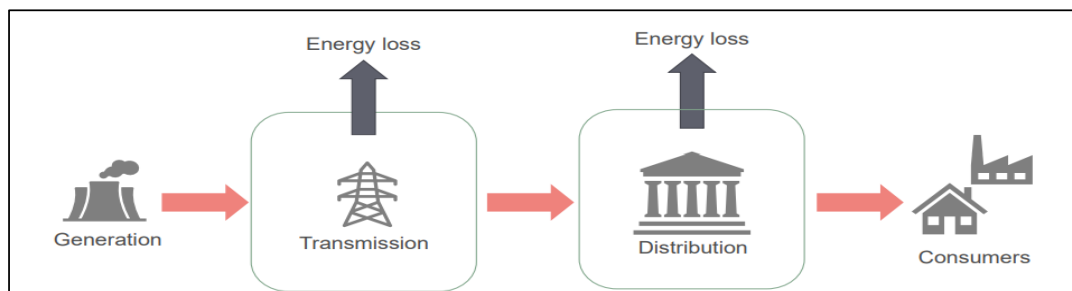 Energy loss
Energy loss
Generation
Transmission
Distribution
Consumers